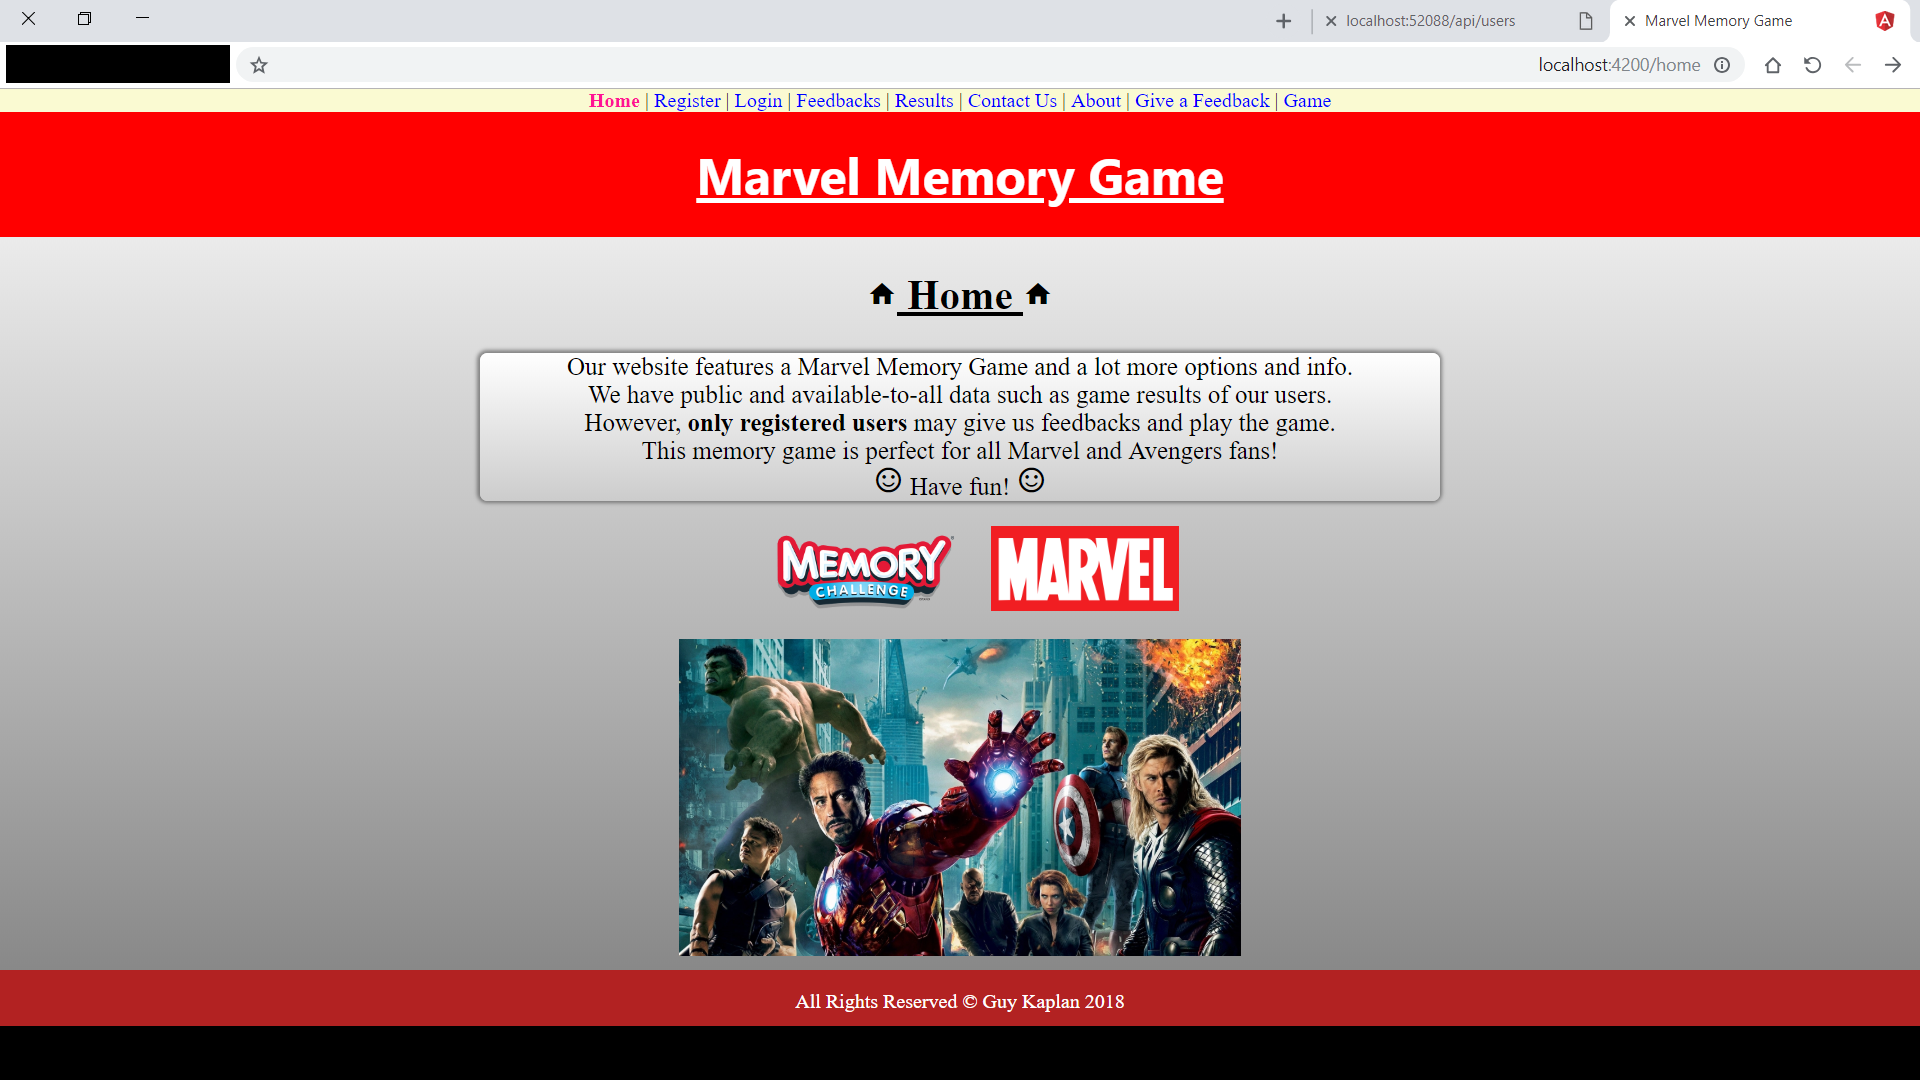 localhost:52088/api/users
Marvel Memory Game
localhost:4200/home
Home | Register | Login | Feedbacks | Results | Contact Us | About | Give a Feedback | Game
Marvel Memory Game
Home
Our website features a Marvel Memory Game and a lot more options and info.
We have public and available-to-all data such as game results of our users.
However, only registered users may give us feedbacks and play the game.
This memory game is perfect for all Marvel and Avengers fans!
Have fun!
MEMORY
CHALLENGE
MARVEL
All Rights Reserved © Guy Kaplan 2018